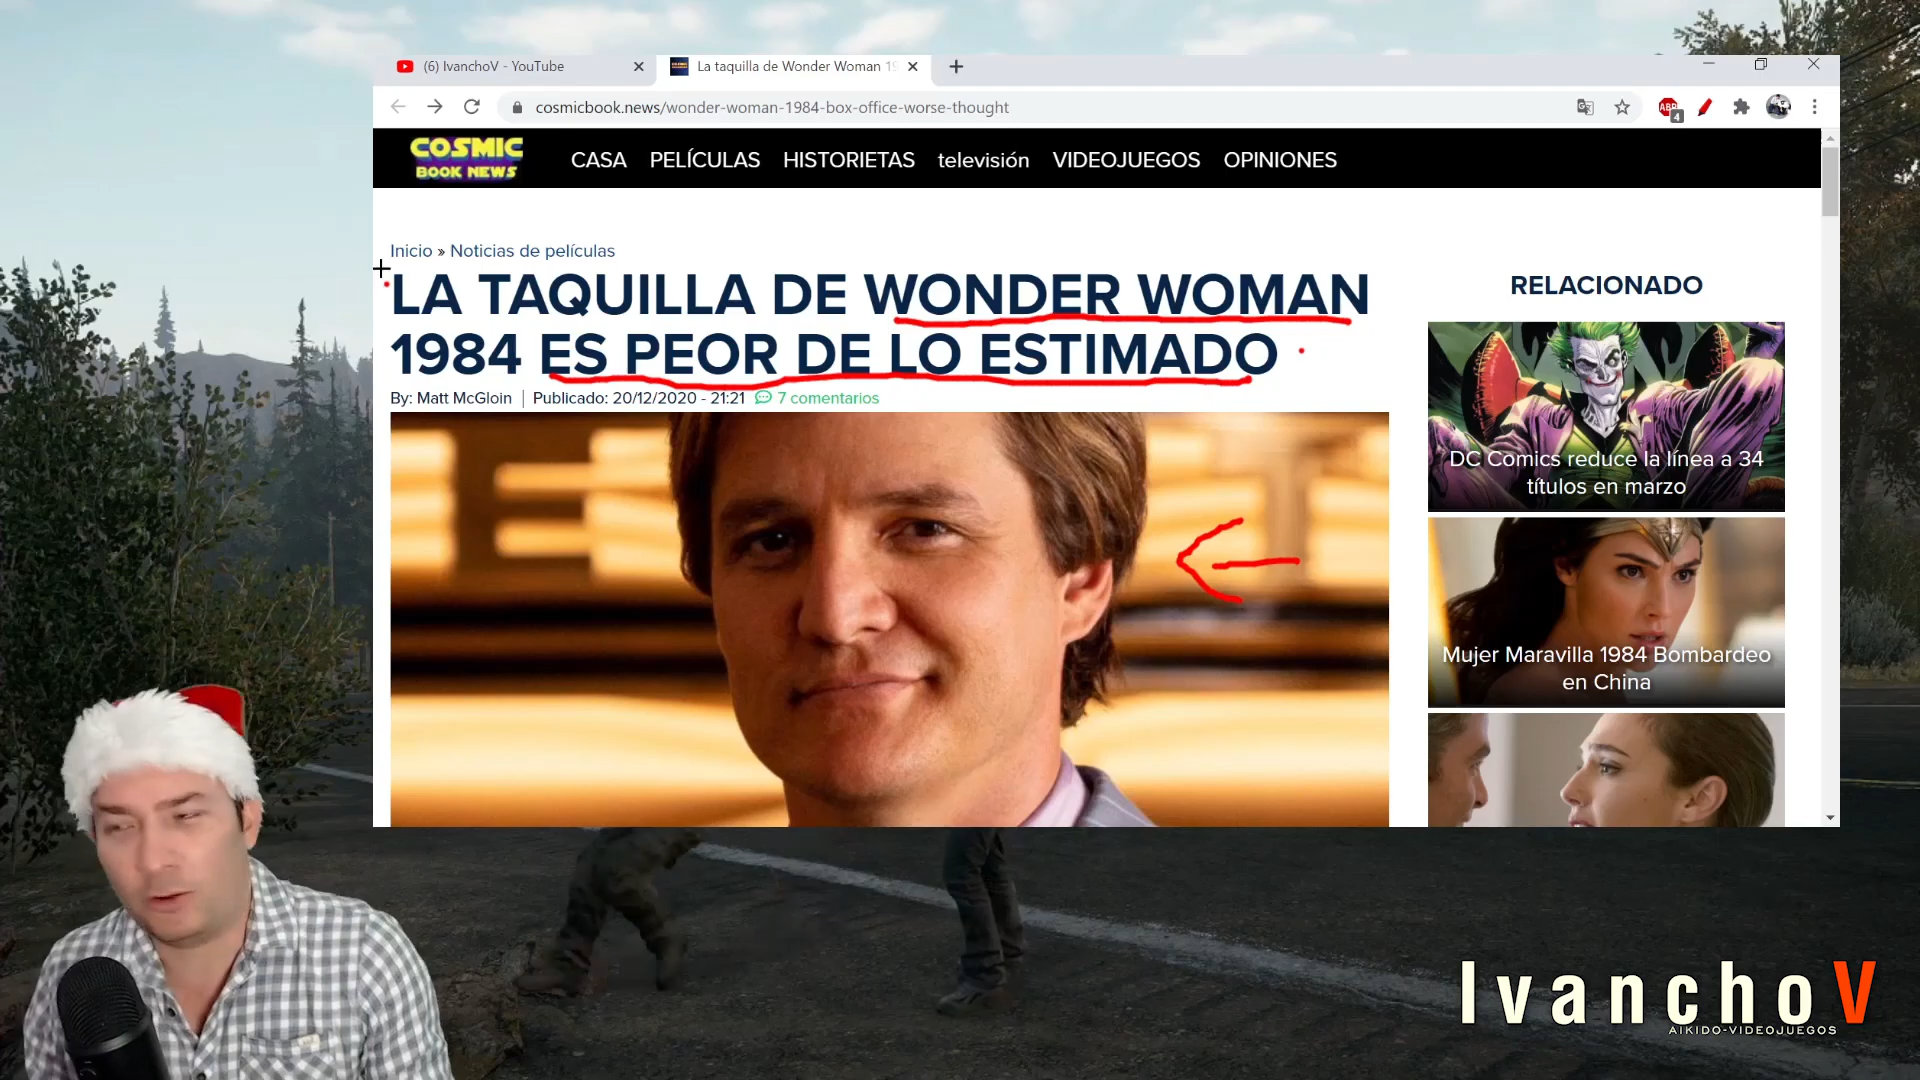 (6) IvanchoV - YouTube
La taquilla de Wonder Woman 19
cosmicbook.news/wonder-woman-1984-box-office-worse-thought
ABP
4
COSMIC
BOOK NEWS
CASA PELÍCULAS HISTORIETAS televisión VIDEOJUEGOS OPINIONES
Inicio » Noticias de películas
LA TAQUILLA DE WONDER WOMAN
1984 ES PEOR DE LO ESTIMADO
By: Matt McGloin | Publicado: 20/12/2020 - 21:21 7 comentarios
RELACIONADO
DC Comics reduce la línea a 34
títulos en marzo
Mujer Maravilla 1984 Bombardeo
en China
IvanchoV
AIKIDO-VIDEOJUEGOS